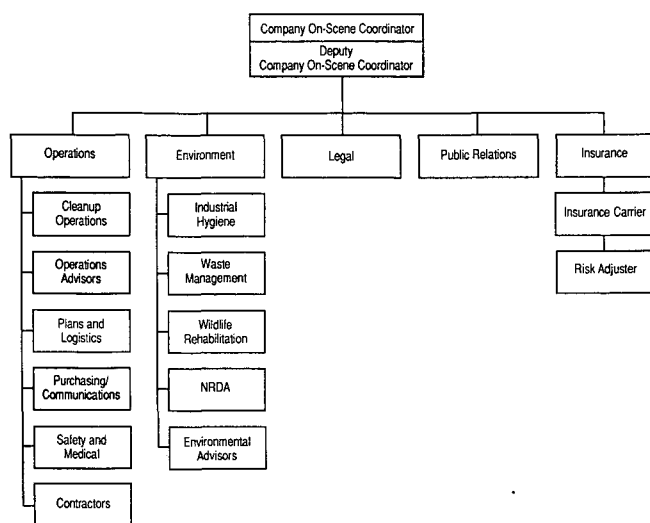 Company On-Scene Coordinator
Deputy
Company On-Scene Coordinator
Operations
Environment
Legal
Public Relations
Insurance
Cleanup
Operations
Operations
Advisors
Plans and
Logistics
Purchasing/
Communications
Safety and
Medical
Contractors
Industrial
Hygiene
Waste
Management
Wildlife
Rehabilitation
NRDA
Environmental
Advisors
Insurance Carrier
Risk Adjuster